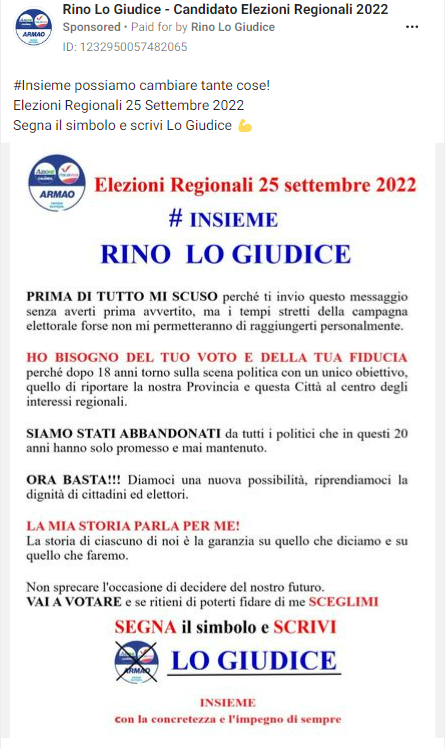 Rino Lo Giudice - Candidato Elezioni Regionali 2022
Sponsored • Paid for by Rino Lo Giudice
ID: 1232950057482065
#Insieme possiamo cambiare tante cose!
Elezioni Regionali 25 Settembre 2022
Segna il simbolo e scrivi Lo Giudice 💪
ARMAO
Elezioni Regionali 25 settembre 2022
# INSIEME
RINO LO GIUDICE
PRIMA DI TUTTO MI SCUSO perché ti invio questo messaggio
senza averti prima avvertito, ma i tempi stretti della campagna
elettorale forse non mi permetteranno di raggiungerti personalmente.
HO BISOGNO DEL TUO VOTO E DELLA TUA FIDUCIA
perché dopo 18 anni torno sulla scena politica con un unico obiettivo,
quello di riportare la nostra Provincia e questa Città al centro degli
interessi regionali.
SIAMO STATI ABBANDONATI da tutti i politici che in questi 20
anni hanno solo promesso e mai mantenuto.
ORA BASTA!!! Diamoci una nuova possibilità, riprendiamoci la
dignità di cittadini ed elettori.
LA MIA STORIA PARLA PER ME!
La storia di ciascuno di noi è la garanzia su quello che diciamo e su
quello che faremo.
Non sprecare l'occasione di decidere del nostro futuro.
VAI A VOTARE e se ritieni di poterti fidare di me SCEGLIMI
SEGNA il simbolo e SCRIVI
ARMAO
LO GIUDICE
INSIEME
con la concretezza e l'impegno di sempre